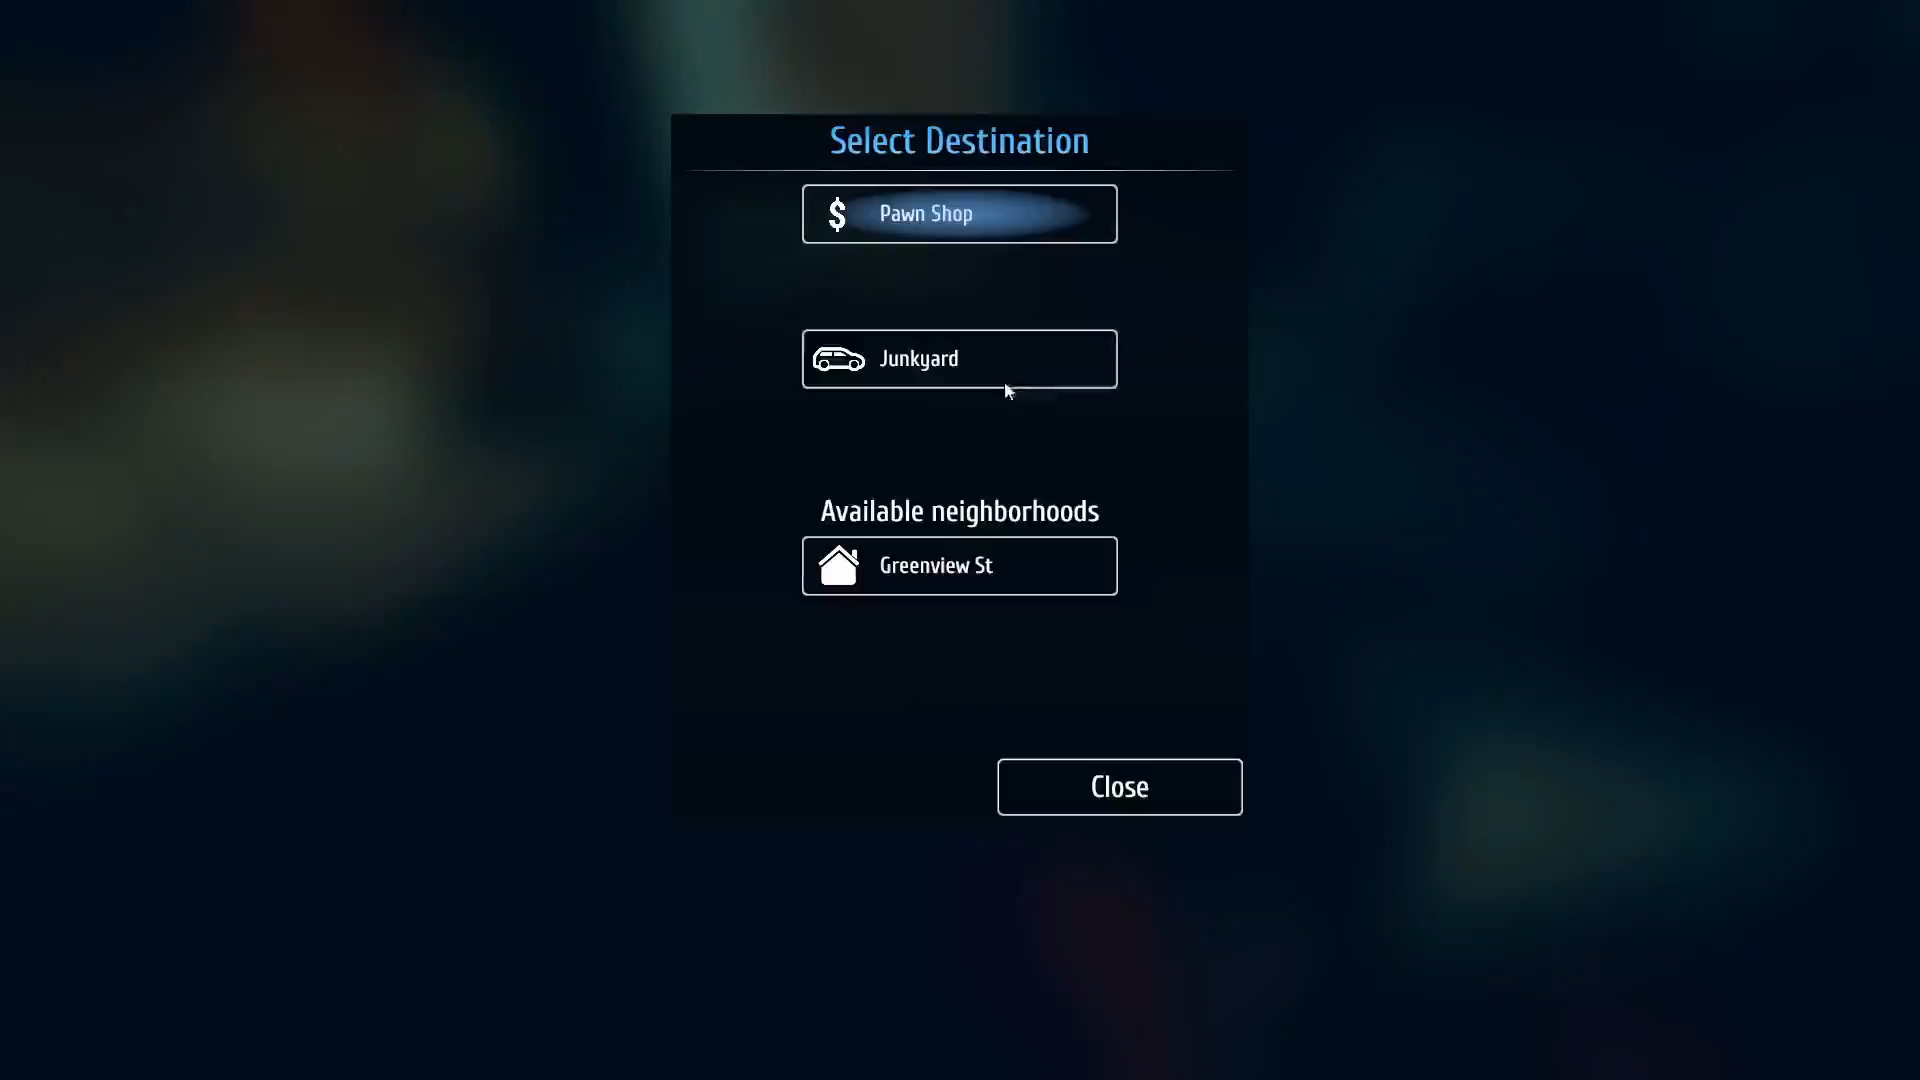 Select Destination
$ Pawn Shop
Junkyard
Available neighborhoods
Greenview St
Close